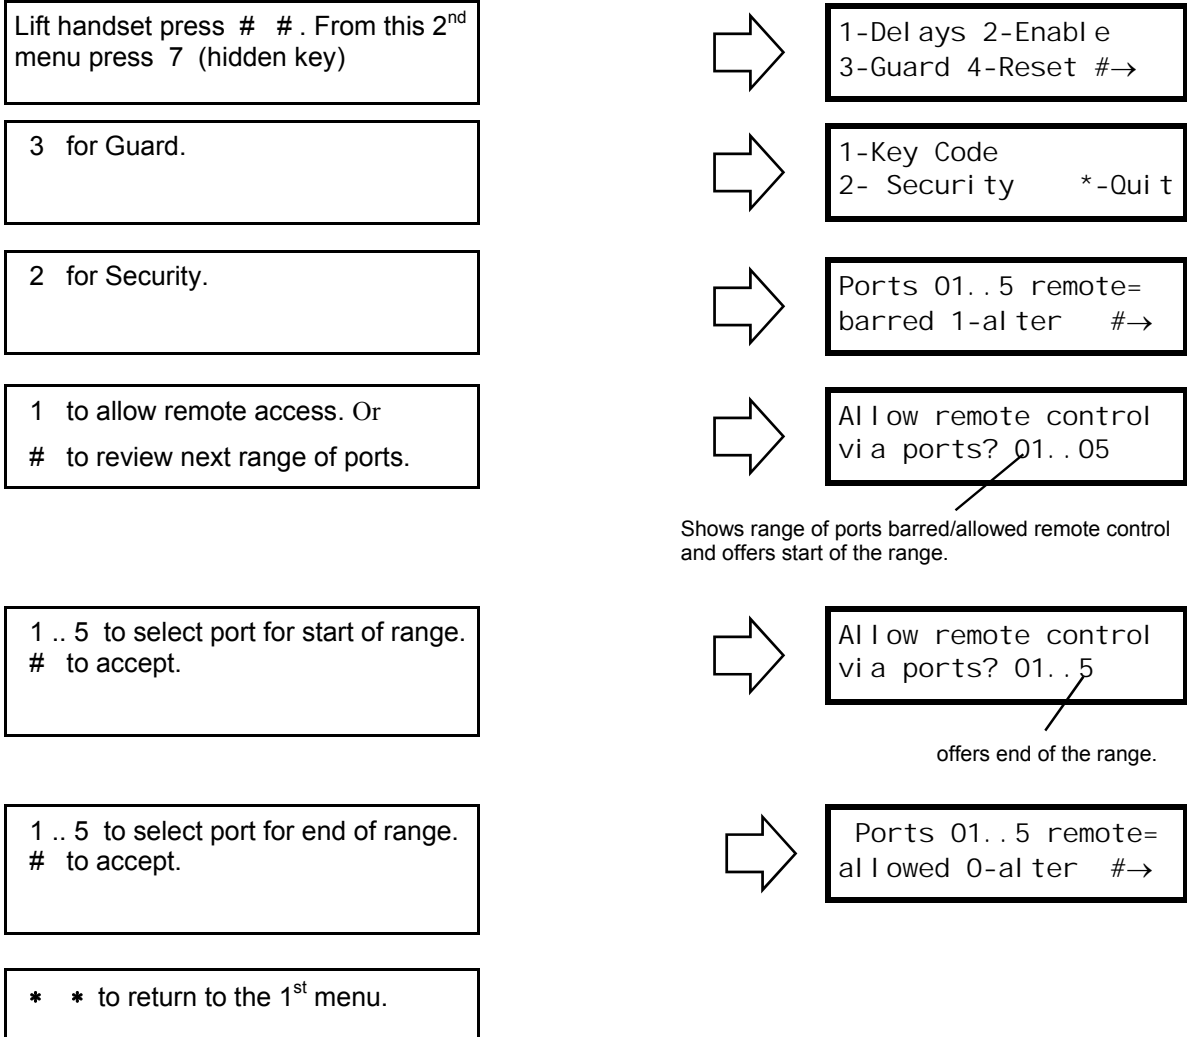 Lift handset press # # . From this 2nd
menu press 7 (hidden key)
1-Delays 2-Enable
3-Guard 4-Reset #→
3 for Guard.
1-Key Code
2- Security *-Quit
2 for Security.
Ports 01..5 remote=
barred 1-alter #→
1 to allow remote access. Or
# to review next range of ports.
Allow remote control
via ports? 01..05
Shows range of ports barred/allowed remote control
and offers start of the range.
1 .. 5 to select port for start of range.
# to accept.
Allow remote control
via ports? 01..5
offers end of the range.
1 .. 5 to select port for end of range.
# to accept.
Ports 01..5 remote=
allowed 0-alter #→
* * to return to the 1st menu.